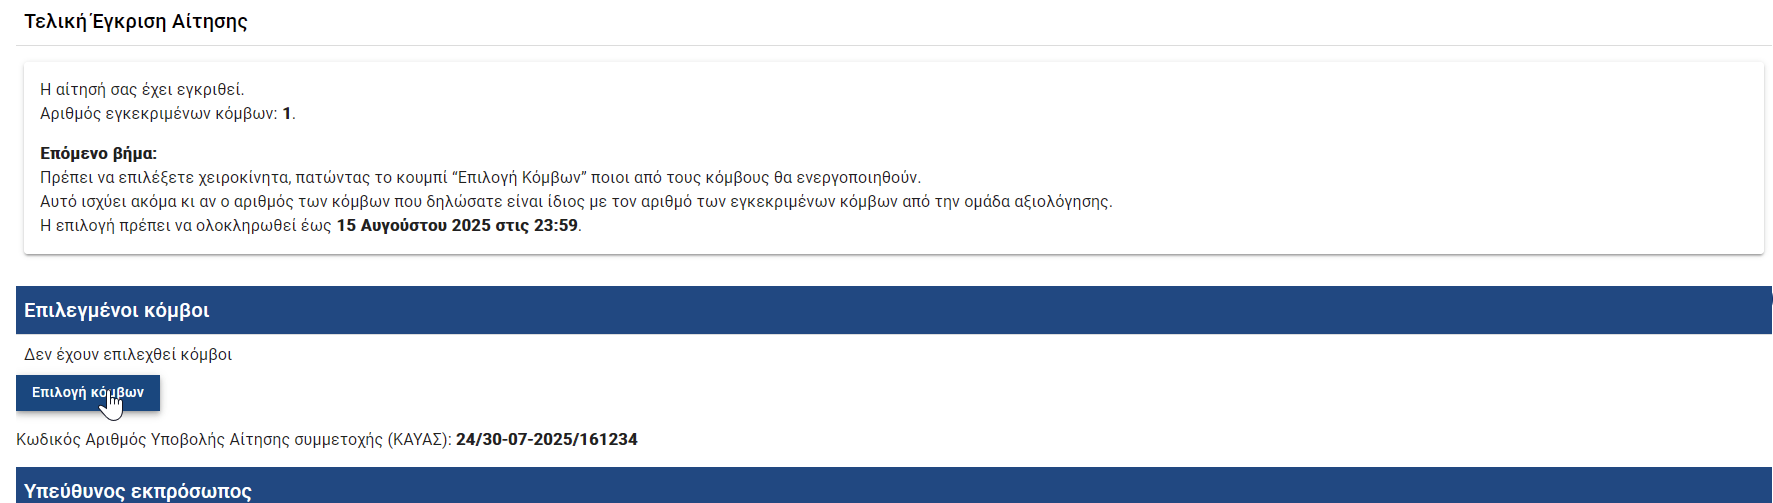 Τελική Έγκριση Αίτησης
Η αίτησή σας έχει εγκριθεί.
Αριθμός εγκεκριμένων κόμβων: 1.
Επόμενο βήμα:
Πρέπει να επιλέξετε χειροκίνητα, πατώντας το κουμπί “Επιλογή Κόμβων” ποιοι από τους κόμβους θα ενεργοποιηθούν.
Αυτό ισχύει ακόμα κι αν ο αριθμός των κόμβων που δηλώσατε είναι ίδιος με τον αριθμό των εγκεκριμένων κόμβων από την ομάδα αξιολόγησης.
Η επιλογή πρέπει να ολοκληρωθεί έως 15 Αυγούστου 2025 στις 23:59.
Επιλεγμένοι κόμβοι
Δεν έχουν επιλεχθεί κόμβοι
Επιλογή κόμβων
Κωδικός Αριθμός Υποβολής Αίτησης συμμετοχής (ΚΑΥΑΣ): 24/30-07-2025/161234
Υπεύθυνος εκπρόσωπος